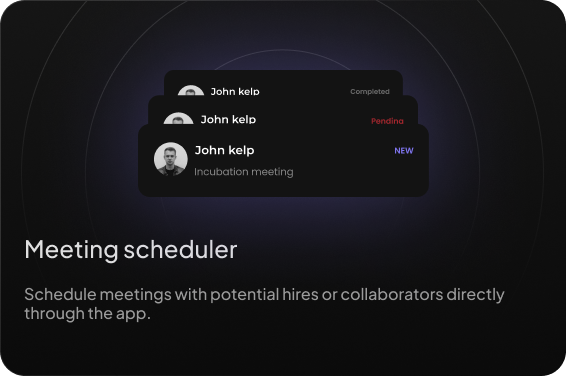 John kelp Completed
John kelp Pending
John kelp NEW
Incubation meeting
Meeting scheduler
Schedule meetings with potential hires or collaborators directly
through the app.